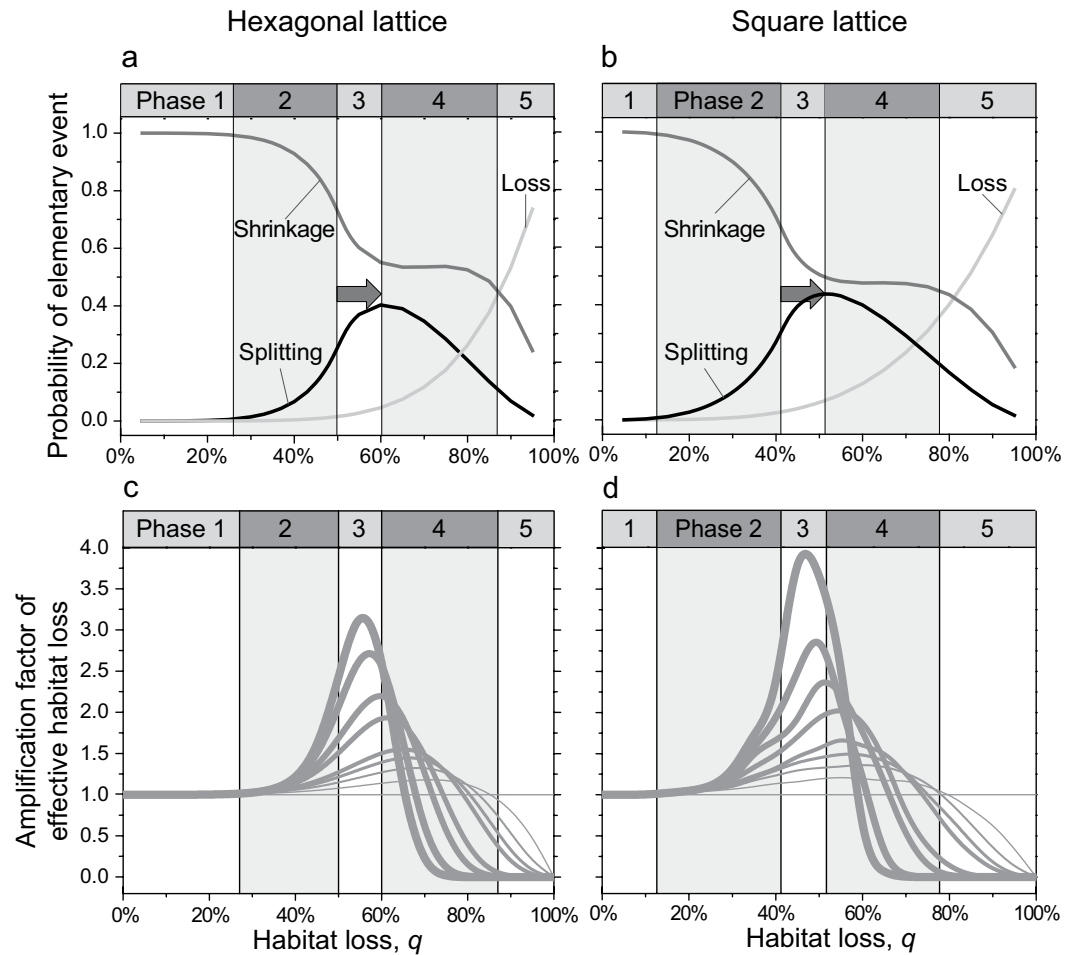 Hexagonal lattice
Square lattice
a
b
Phase 1 2 3 4 5
1 Phase 2 3 4 5
Probability of elementary event
1.0
0.8
0.6
0.4
0.2
0.0
Loss
Shrinkage
Splitting
Loss
Shrinkage
Splitting
0% 20% 40% 60% 80% 100%
0% 20% 40% 60% 80% 100%
c
d
Phase 1 2 3 4 5
1 Phase 2 3 4 5
Amplification factor of
effective habitat loss
4.0
3.5
3.0
2.5
2.0
1.5
1.0
0.5
0.0
0% 20% 40% 60% 80% 100%
0% 20% 40% 60% 80% 100%
Habitat loss, q
Habitat loss, q